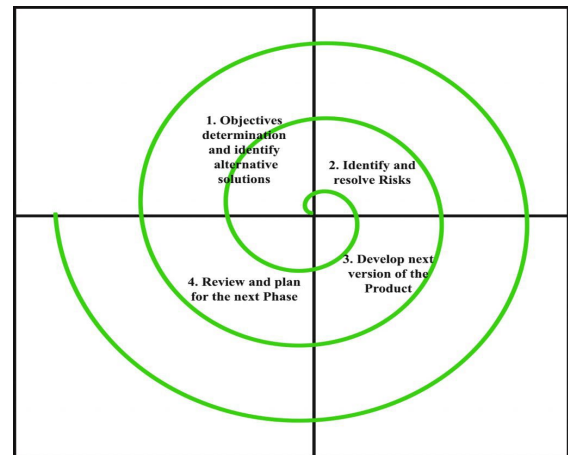 1. Objectives
determination
and identify
alternative
solutions
2. Identify and
resolve Risks
3. Develop next
version of the
Product
4. Review and plan
for the next Phase